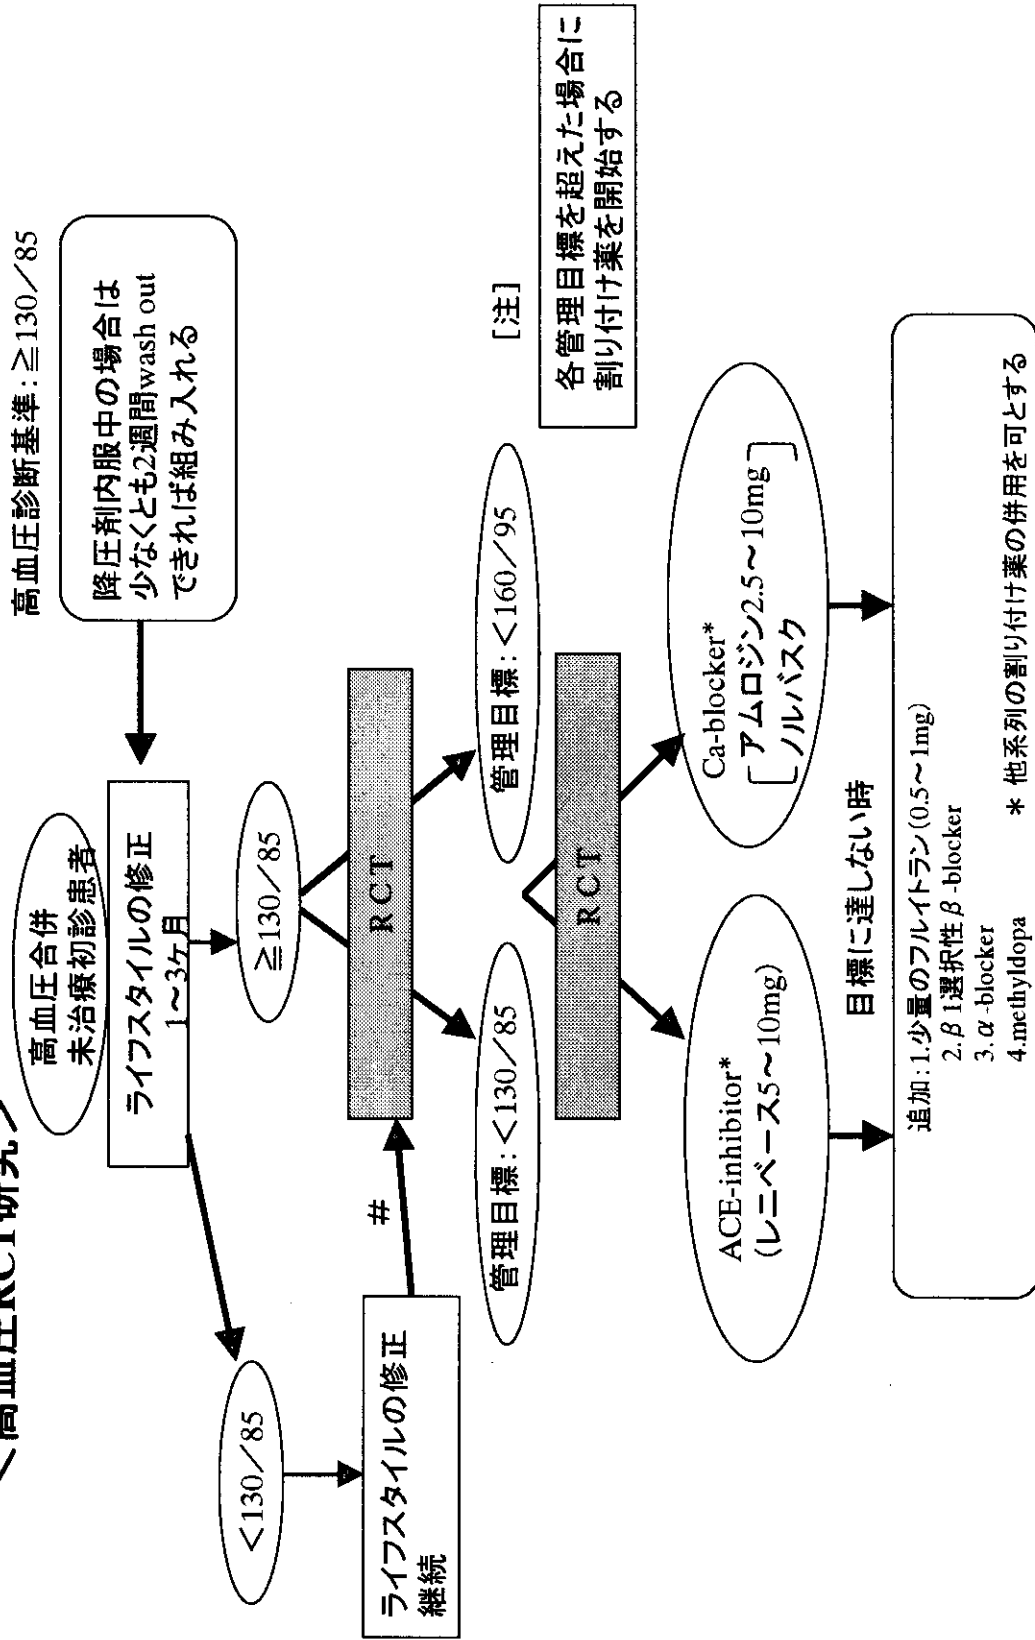 <高血圧RCT研究>
高血圧診断基準:≧130/85
高血圧合併
未治療初診患者
降圧剤内服中の場合は
少なくとも2週間wash out
できれば組み入れる
ライフスタイルの修正
1~3ヶ月
<130/85
≧130/85
ライフスタイルの修正
継続
#
RCT
管理目標:<130/85
管理目標:<160/95
[注]
各管理目標を超えた場合に
割り付け薬を開始する
RCT
ACE-inhibitor*
(レニベース5~10mg)
Ca-blocker*
アムロジン2.5~10mg
ノルバスク
目標に達しない時
追加:1.少量のフルイトラン(0.5~1mg)
2.β1選択性β-blocker
3.α-blocker
4.methyldopa
*他系列の割り付け薬の併用を可とする